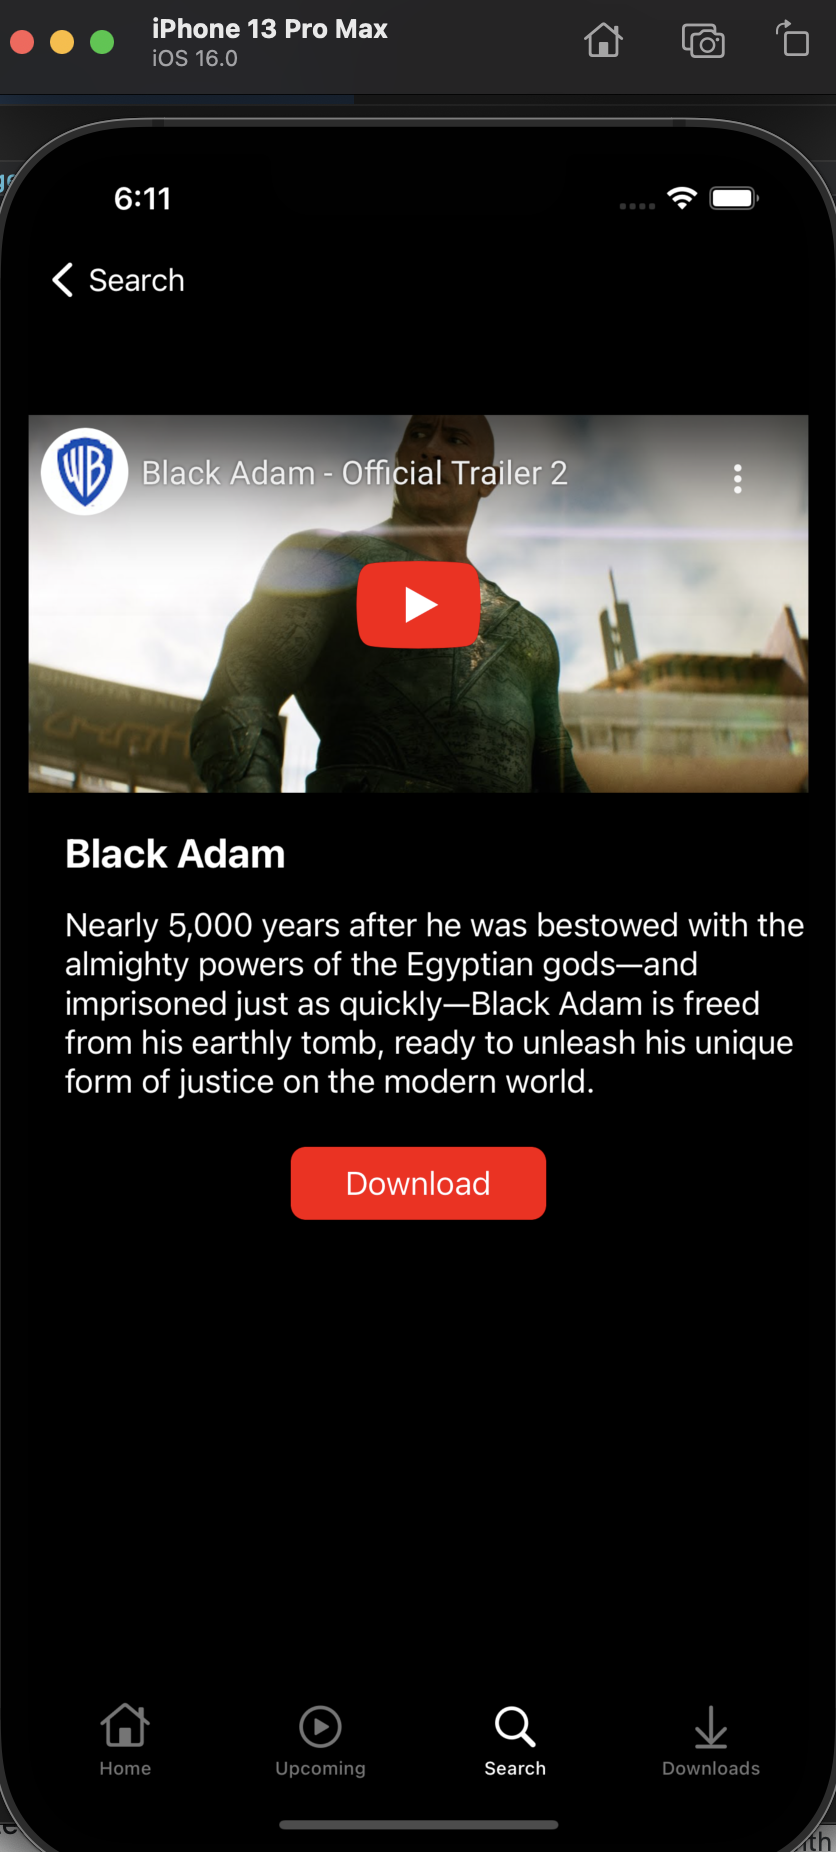 iPhone 13 Pro Max
iOS 16.0
6:11
Search
WB
Black Adam - Official Trailer 2
Black Adam
Nearly 5,000 years after he was bestowed with the
almighty powers of the Egyptian gods—and
imprisoned just as quickly—Black Adam is freed
from his earthly tomb, ready to unleash his unique
form of justice on the modern world.
Download
Home
Upcoming
Search
Downloads